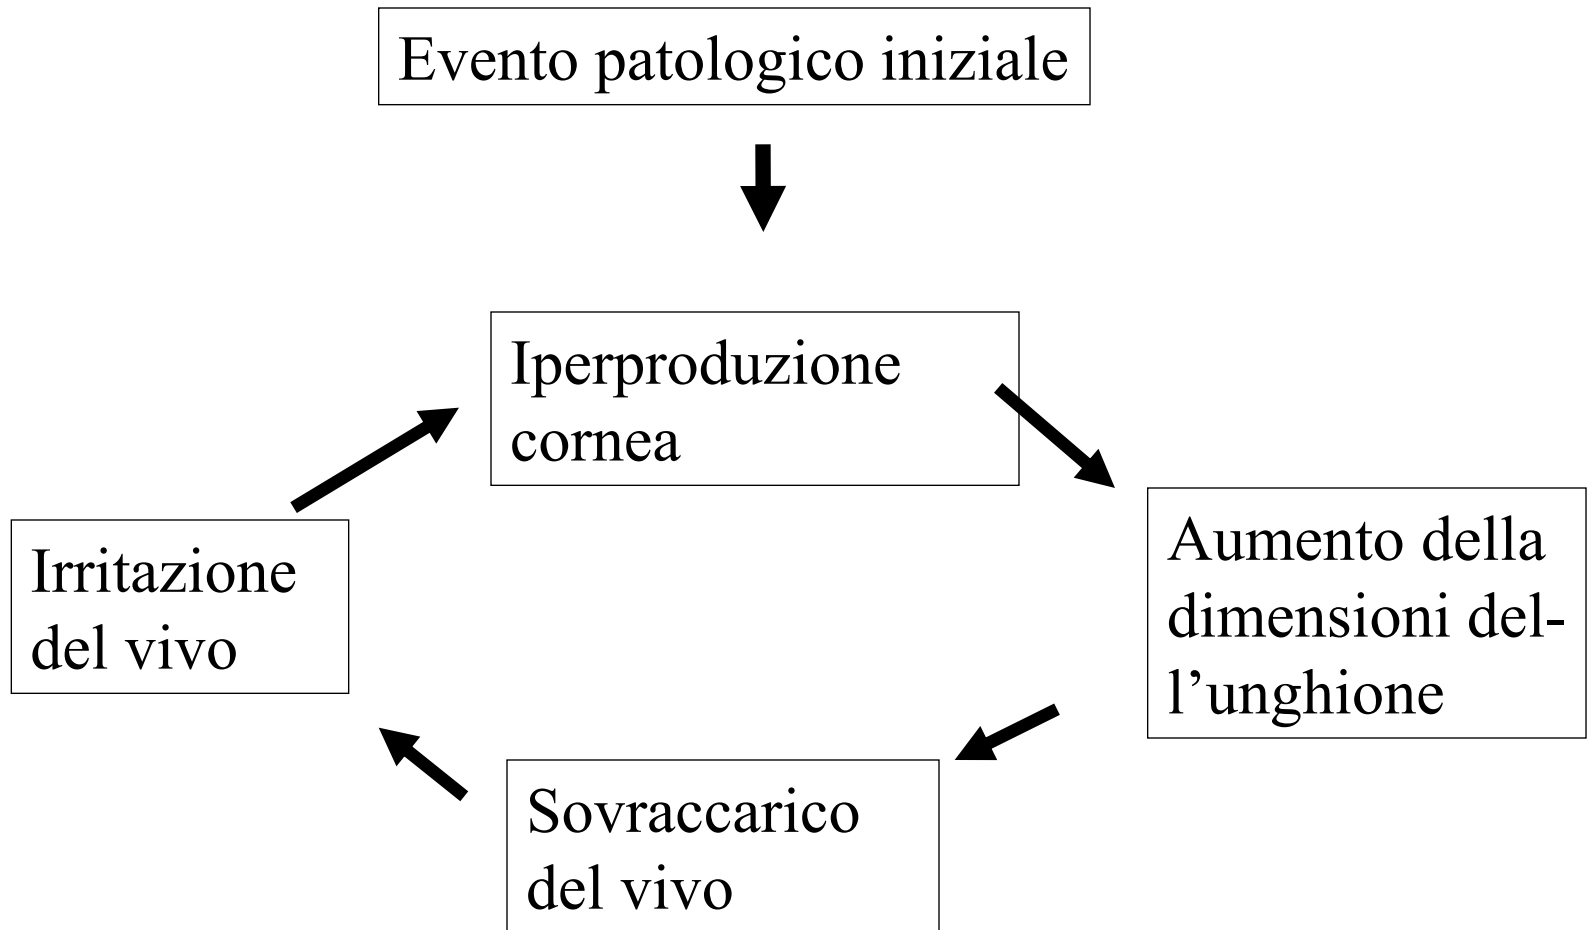 Evento patologico iniziale
Iperproduzione
cornea
Aumento della
dimensioni del-
l’unghione
Irritazione
del vivo
Sovraccarico
del vivo